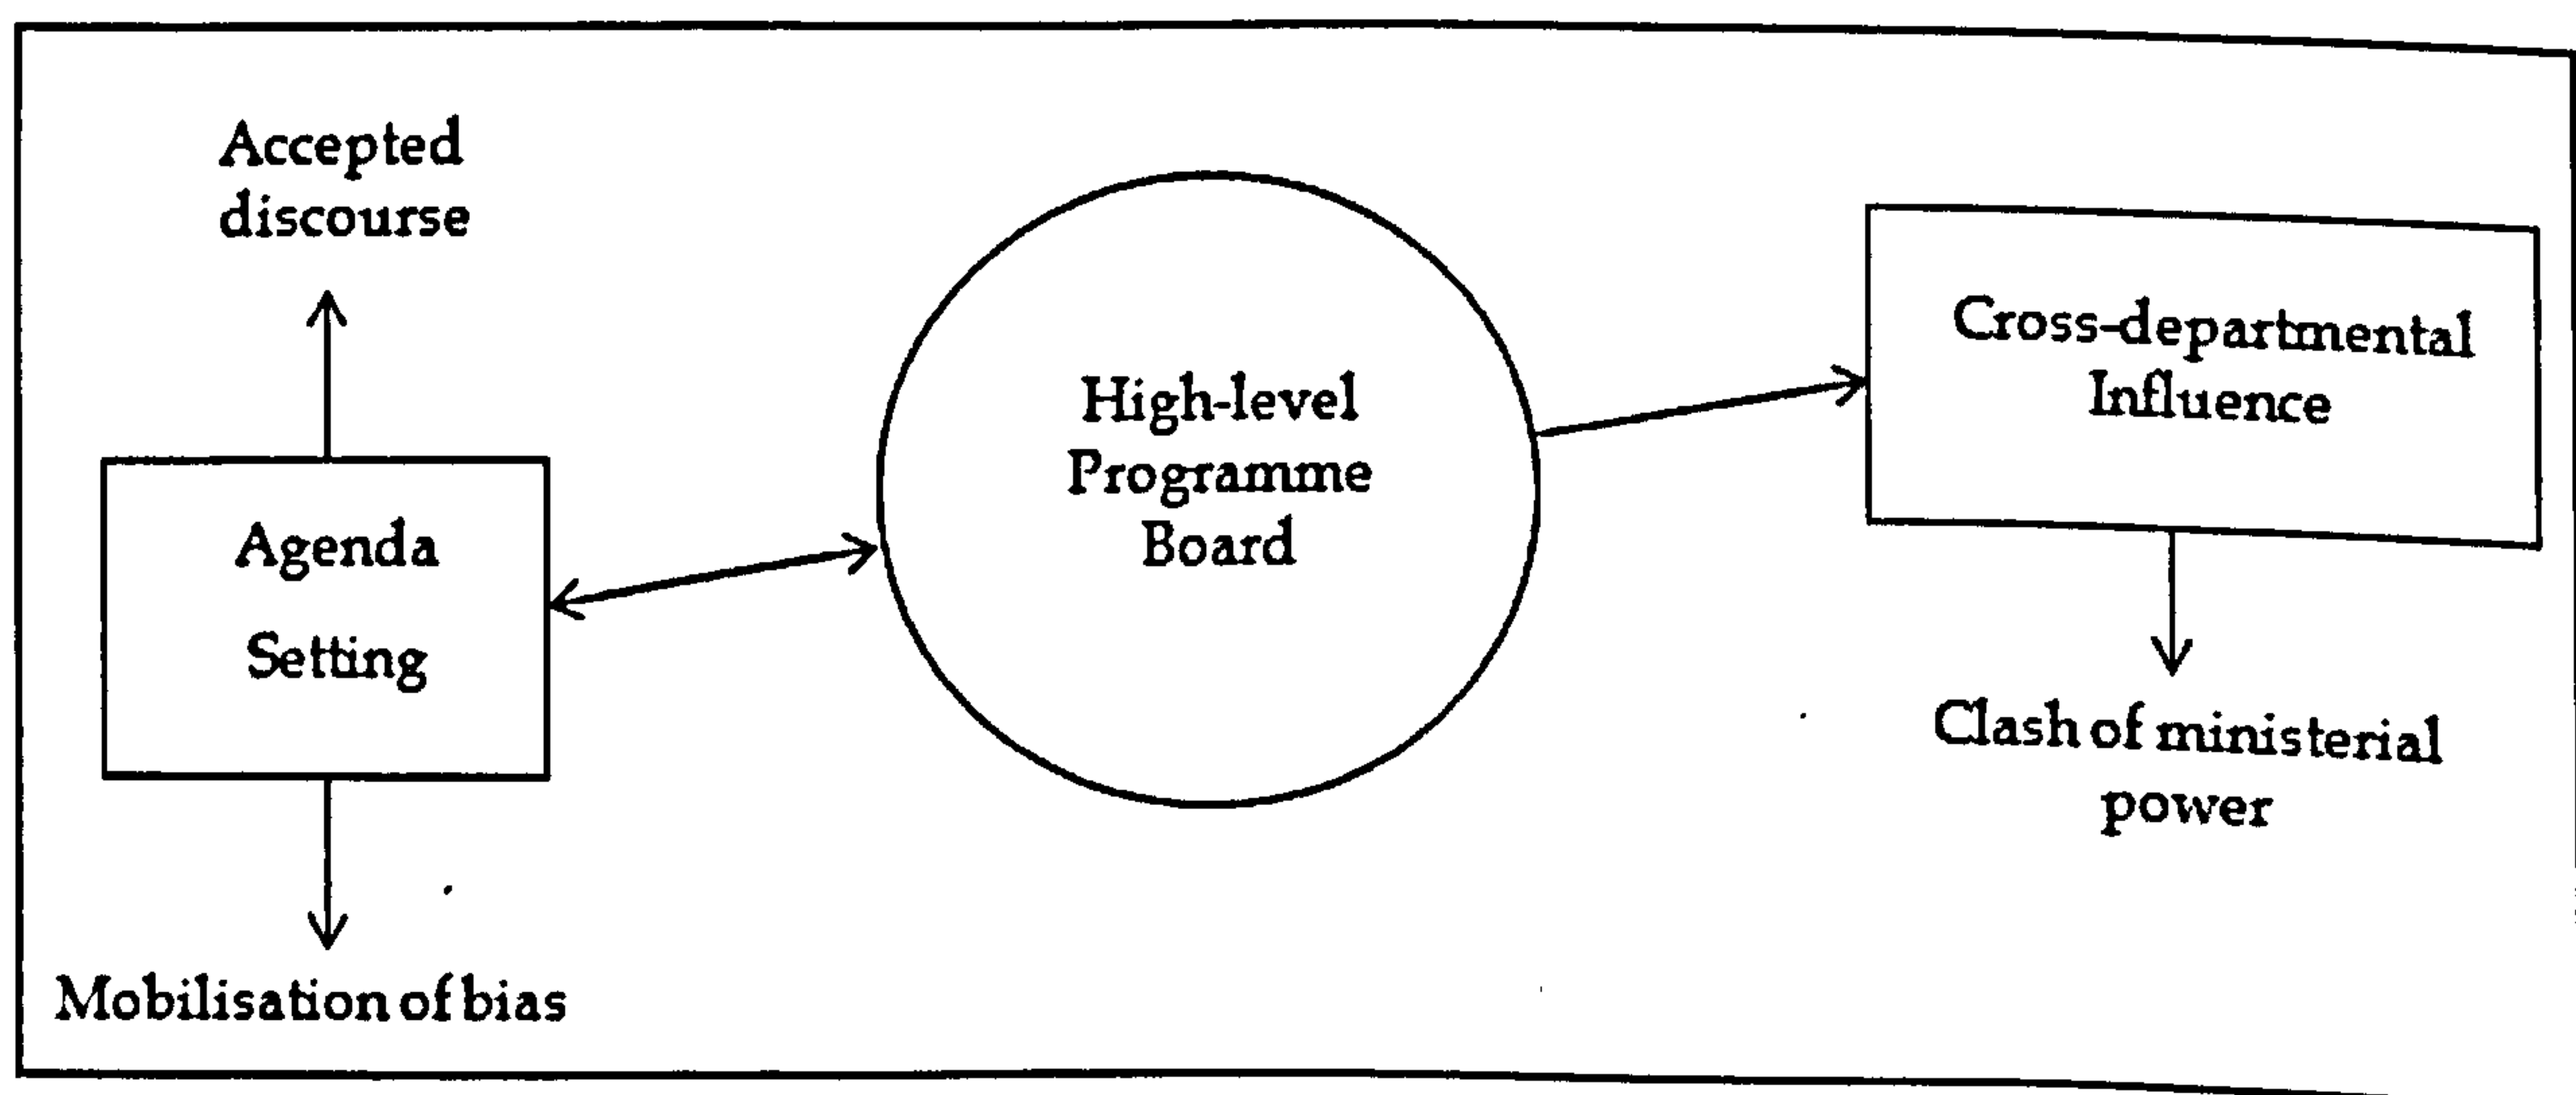 Accepted
discourse
Agenda
Setting
Mobilisation of bias
High-level
Programme
Board
Cross-departmental
Influence
Clash of ministerial
power